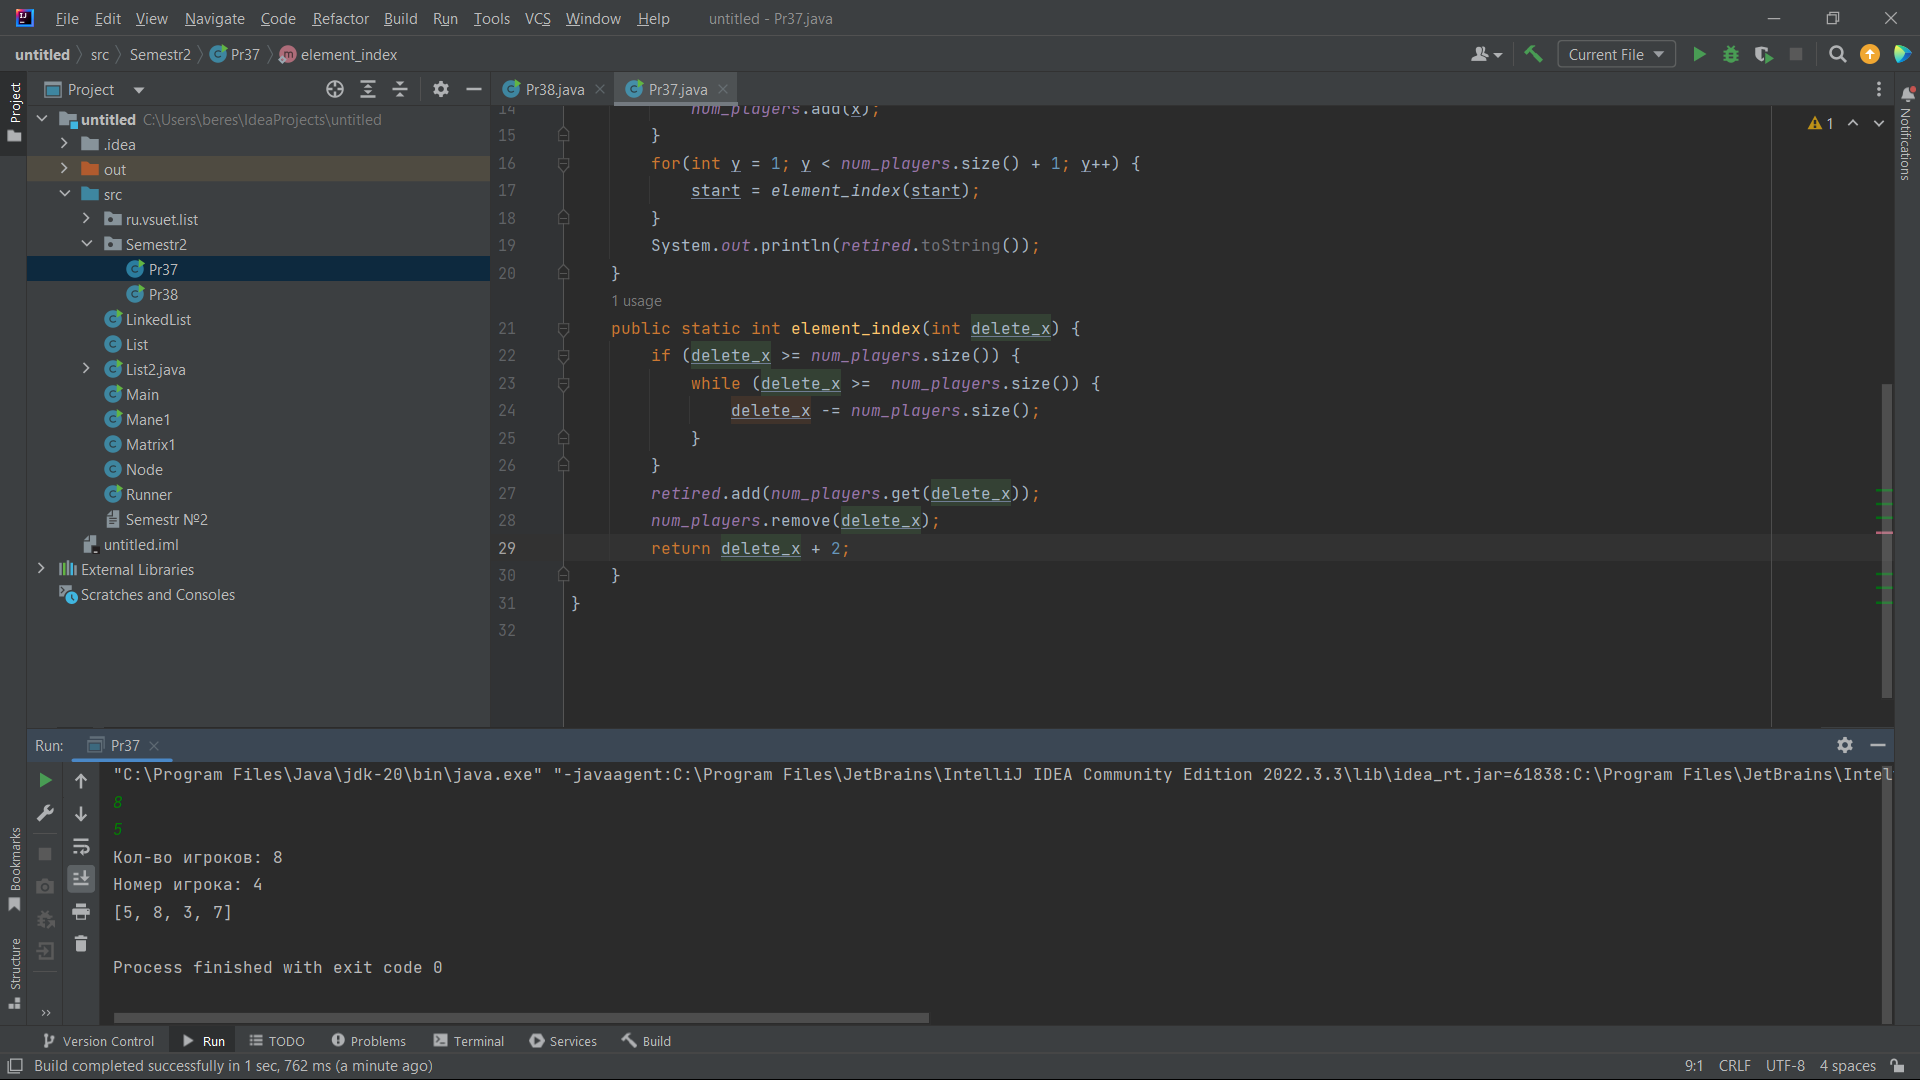 File Edit View Navigate Code Refactor Build Run Tools VCS Window Help untitled - Pr37.java
untitled src Semestr2 Pr37 element_index Current File
Project
Project
untitled C:\Users\beres\IdeaProjects\untitled
.idea
out
src
ru.vsuet.list
Semestr2
Pr37
Pr38
LinkedList
List
List2.java
Main
Mane1
Matrix1
Node
Runner
Semestr №2
untitled.iml
External Libraries
Scratches and Consoles
Pr38.java Pr37.java
1
Notifications
14 num_players.add(x);
15 }
16 for(int y = 1; y < num_players.size() + 1; y++) {
17 start = element_index(start);
18 }
19 System.out.println(retired.toString());
20 }
1 usage
21 public static int element_index(int delete_x) {
22 if (delete_x >= num_players.size()) {
23 while (delete_x >=  num_players.size()) {
24 delete_x -= num_players.size();
25 }
26 }
27 retired.add(num_players.get(delete_x));
28 num_players.remove(delete_x);
29 return delete_x + 2;
30 }
31 }
32
Run: Pr37
"C:\Program Files\Java\jdk-20\bin\java.exe" "-javaagent:C:\Program Files\JetBrains\IntelliJ IDEA Community Edition 2022.3.3\lib\idea_rt.jar=61838:C:\Program Files\JetBrains\Intel
8
5
Кол-во игроков: 8
Номер игрока: 4
[5, 8, 3, 7]
Process finished with exit code 0
Bookmarks
Structure
Version Control Run TODO Problems Terminal Services Build
Build completed successfully in 1 sec, 762 ms (a minute ago) 9:1 CRLF UTF-8 4 spaces